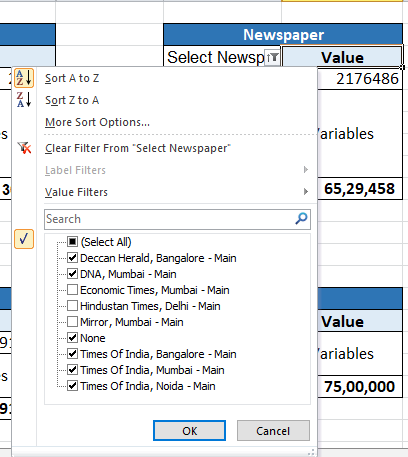 Newspaper
Select Newsp
Value
2176486
Sort A to Z
Sort Z to A
More Sort Options...
Clear Filter From "Select Newspaper"
Label Filters
Value Filters
Search
(Select All)
Deccan Herald, Bangalore - Main
DNA, Mumbai - Main
Economic Times, Mumbai - Main
Hindustan Times, Delhi - Main
Mirror, Mumbai - Main
None
Times Of India, Bangalore - Main
Times Of India, Mumbai - Main
Times Of India, Noida - Main
OK Cancel
ariables
65,29,458
Value
ariables
75,00,000